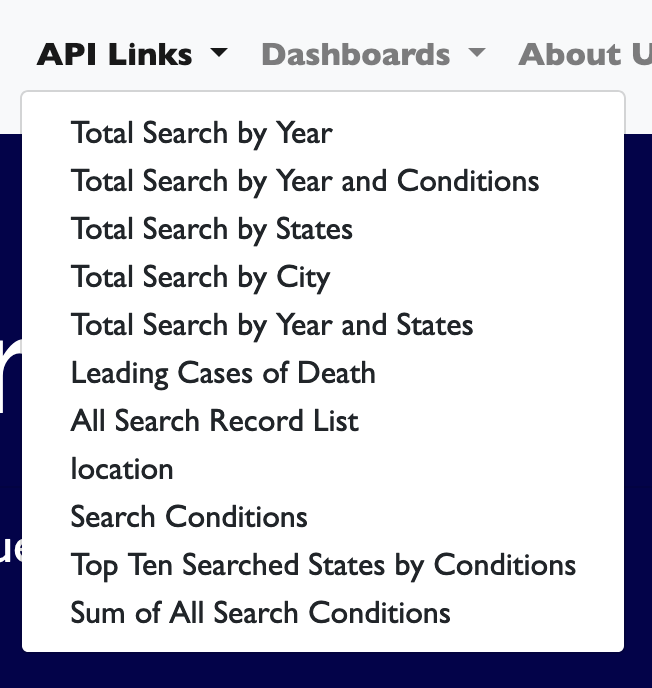 API Links Dashboards About U
Total Search by Year
Total Search by Year and Conditions
Total Search by States
Total Search by City
Total Search by Year and States
Leading Cases of Death
All Search Record List
location
Search Conditions
Top Ten Searched States by Conditions
Sum of All Search Conditions